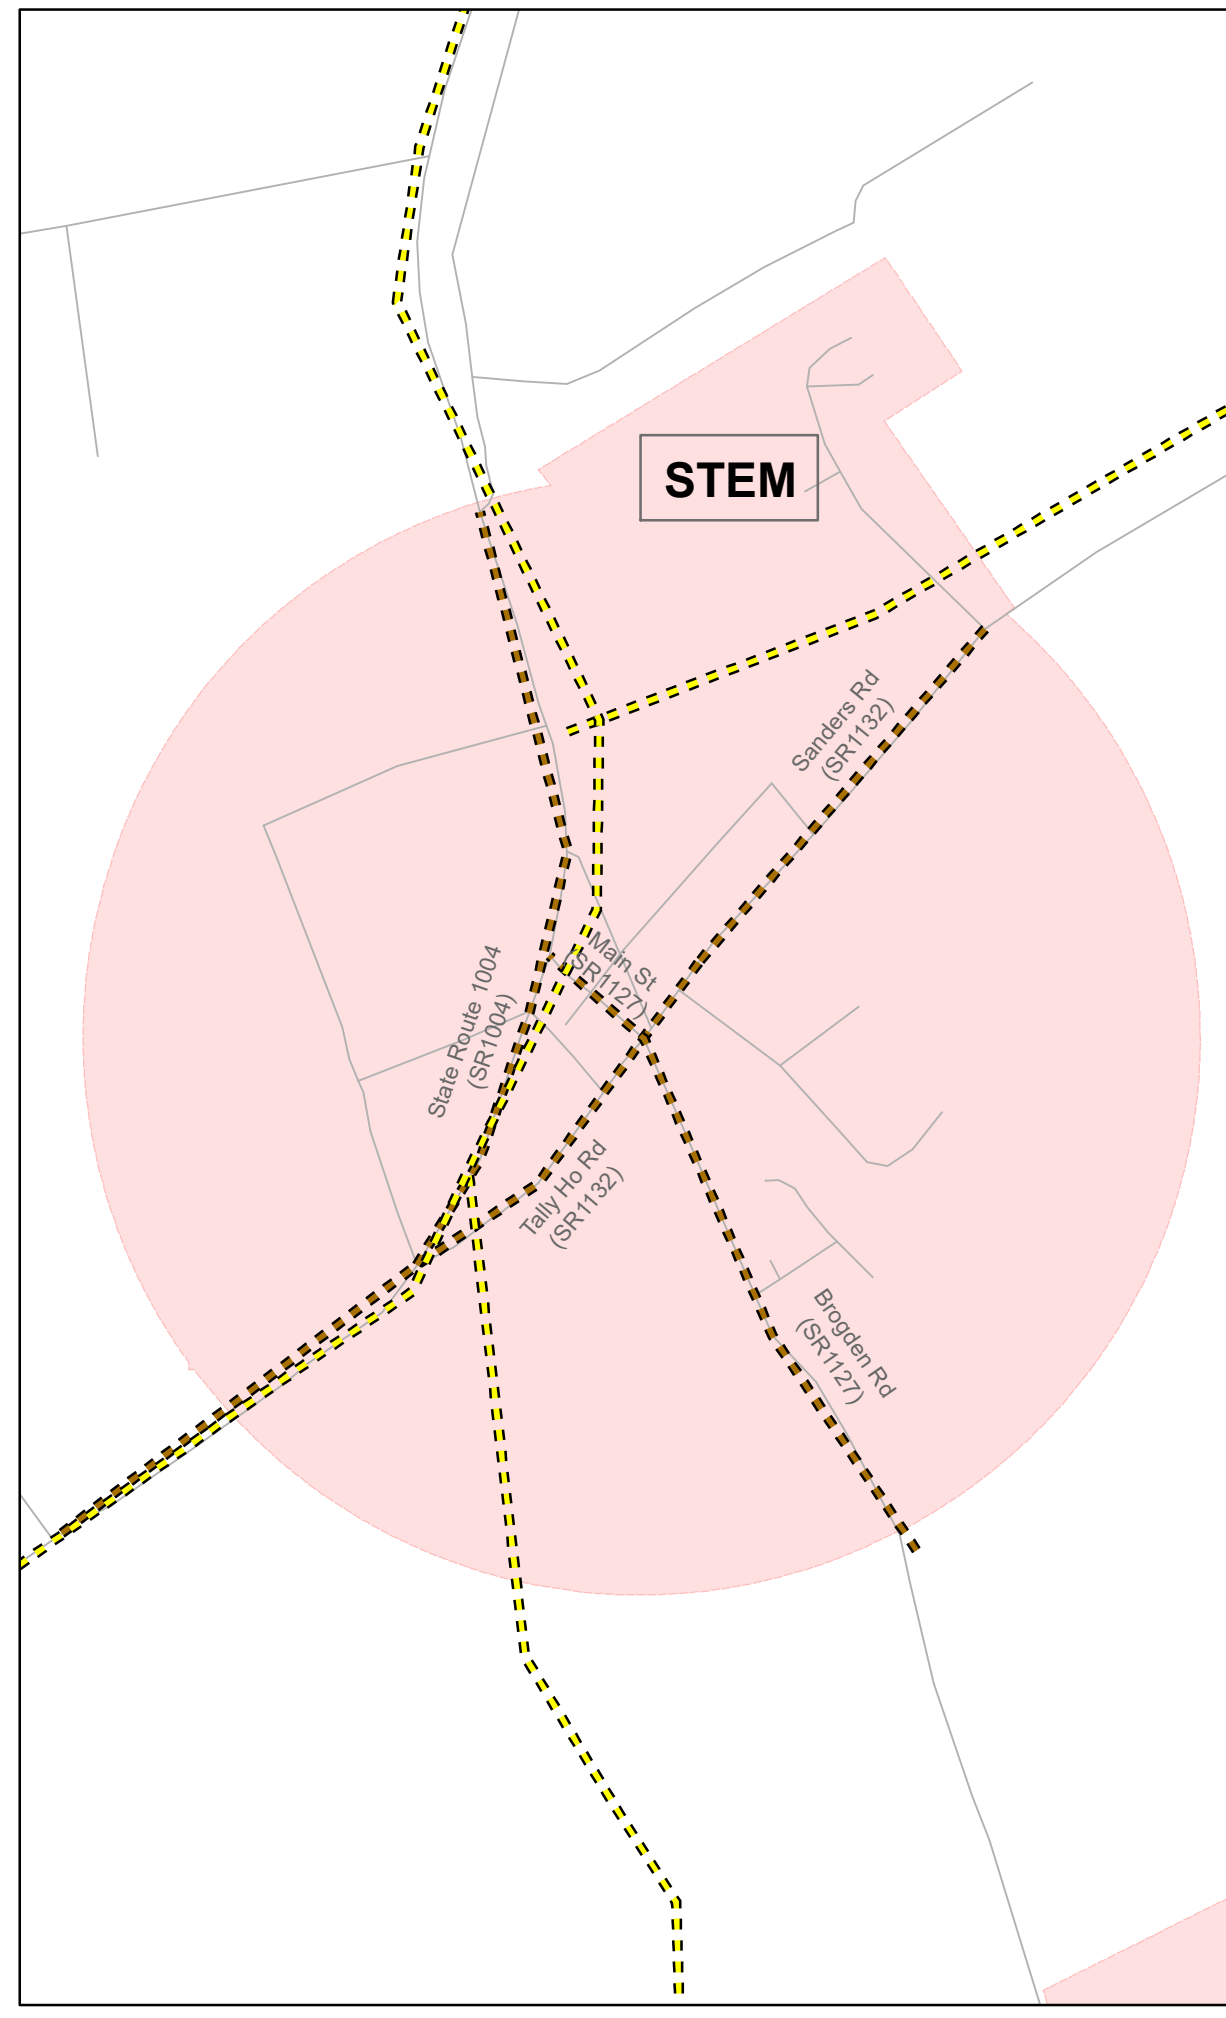 STEM
Sanders Rd
(SR1132)
Main St
(SR1127)
State Route 1004
(SR1004)
Tally Ho Rd
(SR1132)
Brogden Rd
(SR1127)